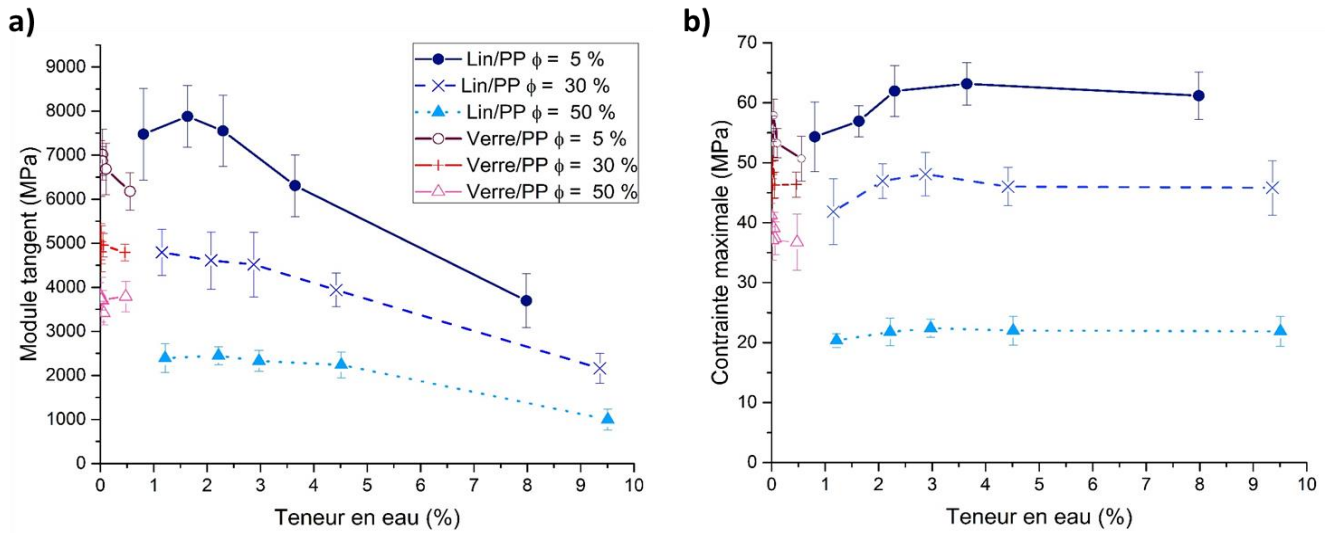 a)
9000
8000
7000
6000
5000
4000
3000
2000
1000
0
Module tangent (MPa)
0 1 2 3 4 5 6 7 8 9 10
Teneur en eau (%)
Lin/PP ϕ = 5 %
Lin/PP ϕ = 30 %
Lin/PP ϕ = 50 %
Verre/PP ϕ = 5 %
Verre/PP ϕ = 30 %
Verre/PP ϕ = 50 %
b)
70
60
50
40
30
20
10
0
Contrainte maximale (MPa)
0 1 2 3 4 5 6 7 8 9 10
Teneur en eau (%)